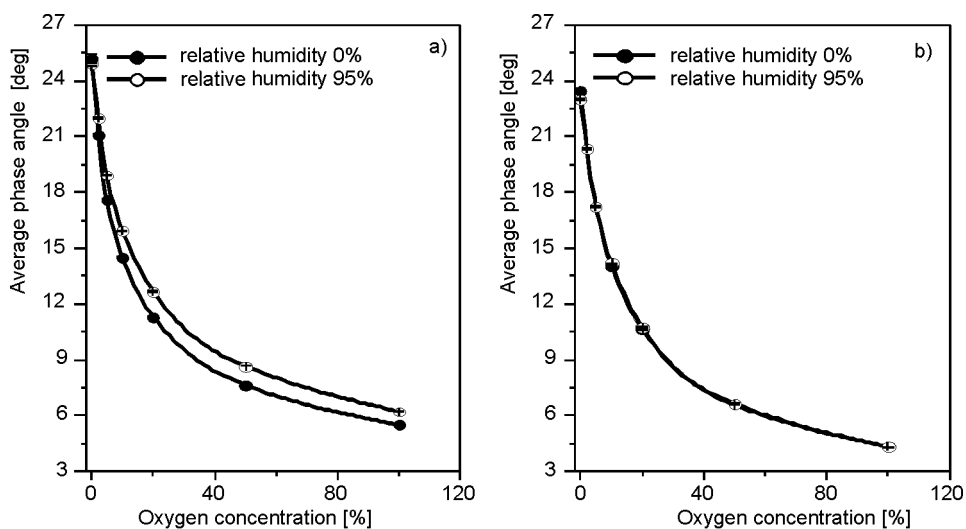 27
24
21
18
15
12
9
6
3
Average phase angle [deg]
a)
relative humidity 0%
relative humidity 95%
0
40
80
120
Oxygen concentration [%]
27
24
21
18
15
12
9
6
3
Average phase angle [deg]
b)
relative humidity 0%
relative humidity 95%
0
40
80
120
Oxygen concentration [%]